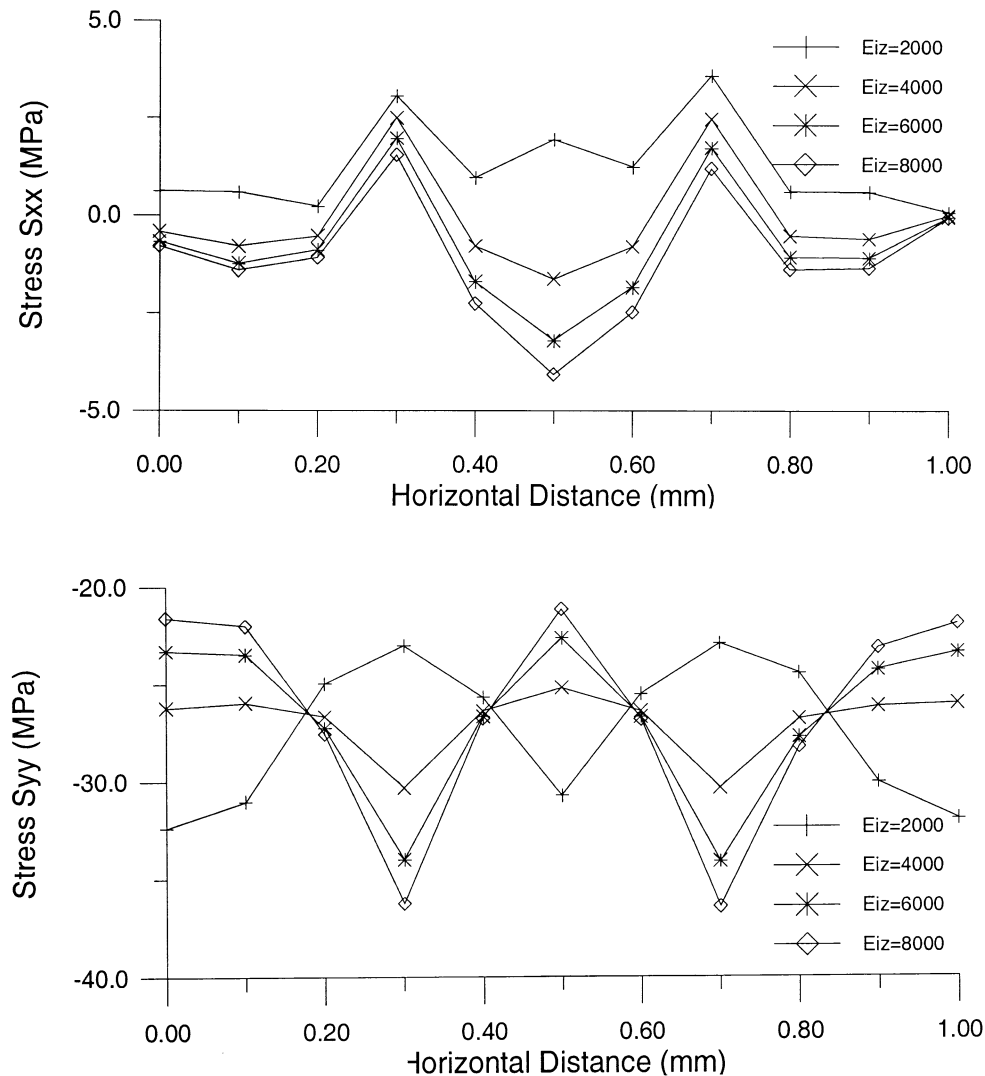 5.0
0.0
-5.0
Stress Sxx (MPa)
Eiz=2000
Eiz=4000
Eiz=6000
Eiz=8000
0.00 0.20 0.40 0.60 0.80 1.00
Horizontal Distance (mm)
-20.0
-30.0
-40.0
Stress Syy (MPa)
Eiz=2000
Eiz=4000
Eiz=6000
Eiz=8000
0.00 0.20 0.40 0.60 0.80 1.00
Horizontal Distance (mm)